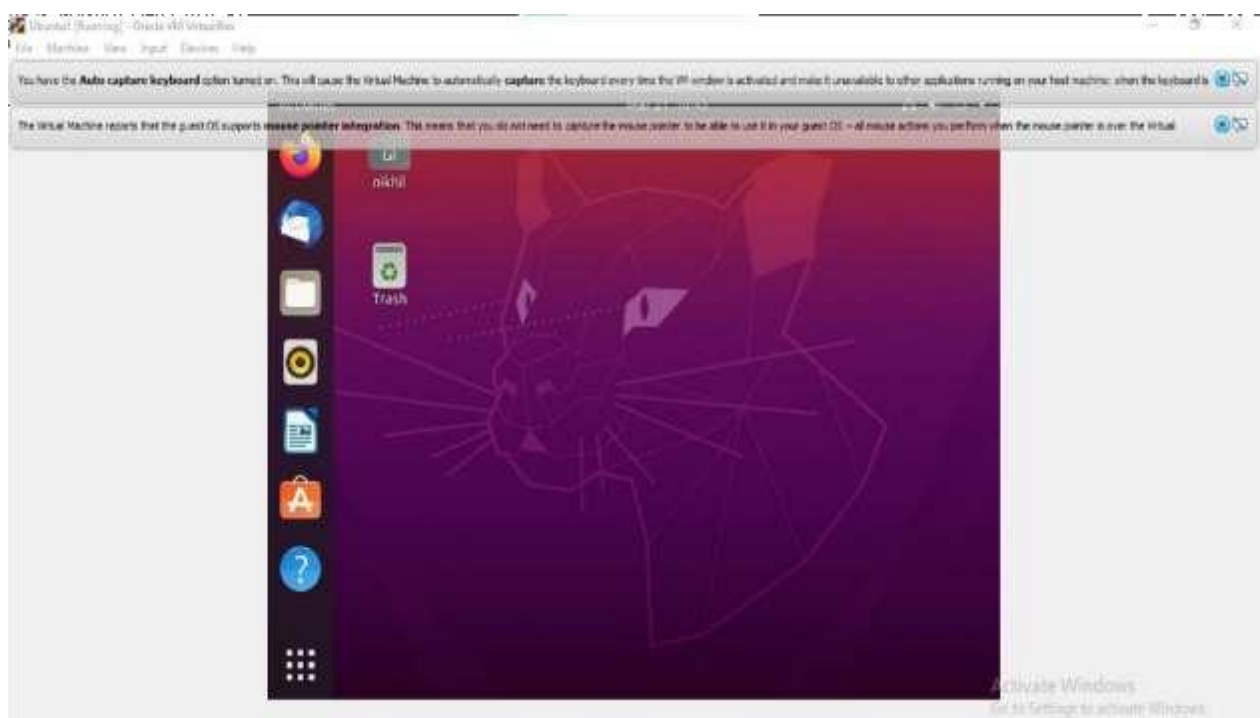 Ubuntu1 [Running] - Oracle VM VirtualBox
File Machine View Input Devices Help
You have the Auto capture keyboard option turned on. This will cause the Virtual Machine to automatically capture the keyboard every time the VM window is activated and make it unavailable to other applications running on your host machine: when the keyboard is
The Virtual Machine reports that the guest OS supports mouse pointer integration. This means that you do not need to capture the mouse pointer to be able to use it in your guest OS -- all mouse actions you perform when the mouse pointer is over the Virtual
nikhil
Trash
Activate Windows
Go to Settings to activate Windows.